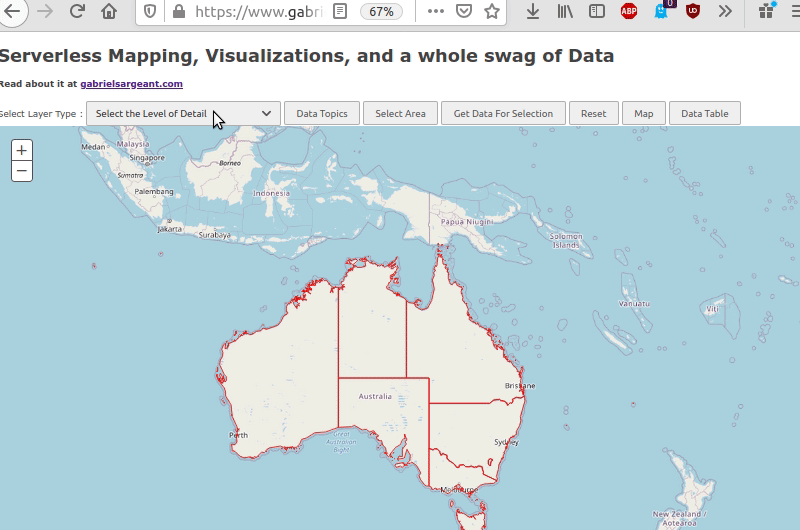 https://www.gabri
67%
ABP
0
Serverless Mapping, Visualizations, and a whole swag of Data
Read about it at gabrielsargeant.com
Select Layer Type :
Select the Level of Detail
Data Topics
Select Area
Get Data For Selection
Reset
Map
Data Table
+
−
Medan
Malaysia
Singapore
Borneo
Sumatra
Palembang
Indonesia
Jakarta
Surabaya
Papua Niugini
Solomon
Islands
Vanuatu
Viti
Australia
Brisbane
Perth
Great
Australian
Bight
Sydney
Melbourne
New Zealand /
Aotearoa